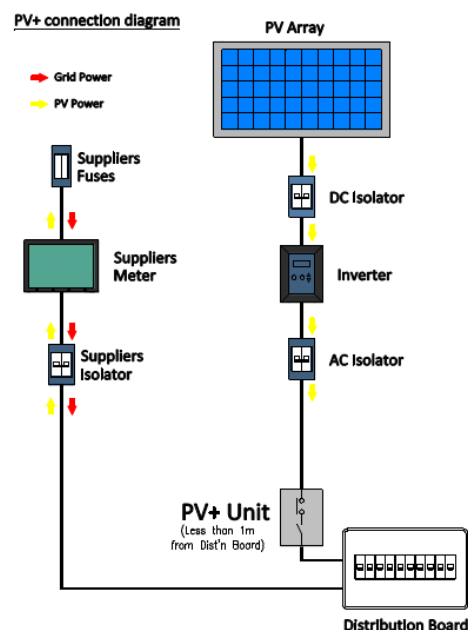 PV+ connection diagram
PV Array
Grid Power
PV Power
Suppliers
Fuses
DC Isolator
Suppliers
Meter
Inverter
Suppliers
Isolator
AC Isolator
PV+ Unit
(Less than 1m
from Dist'n Board)
Distribution Board